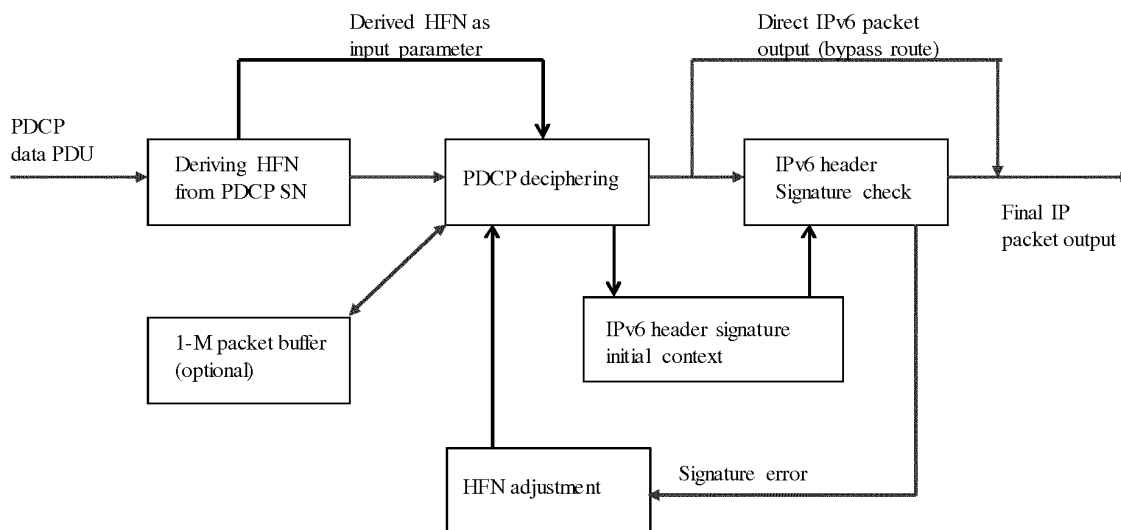 Derived HFN as
input parameter
Direct IPv6 packet
output (bypass route)
PDCP
data PDU
Deriving HFN
from PDCP SN
PDCP deciphering
IPv6 header
Signature check
Final IP
packet output
1-M packet buffer
(optional)
IPv6 header signature
initial context
HFN adjustment
Signature error